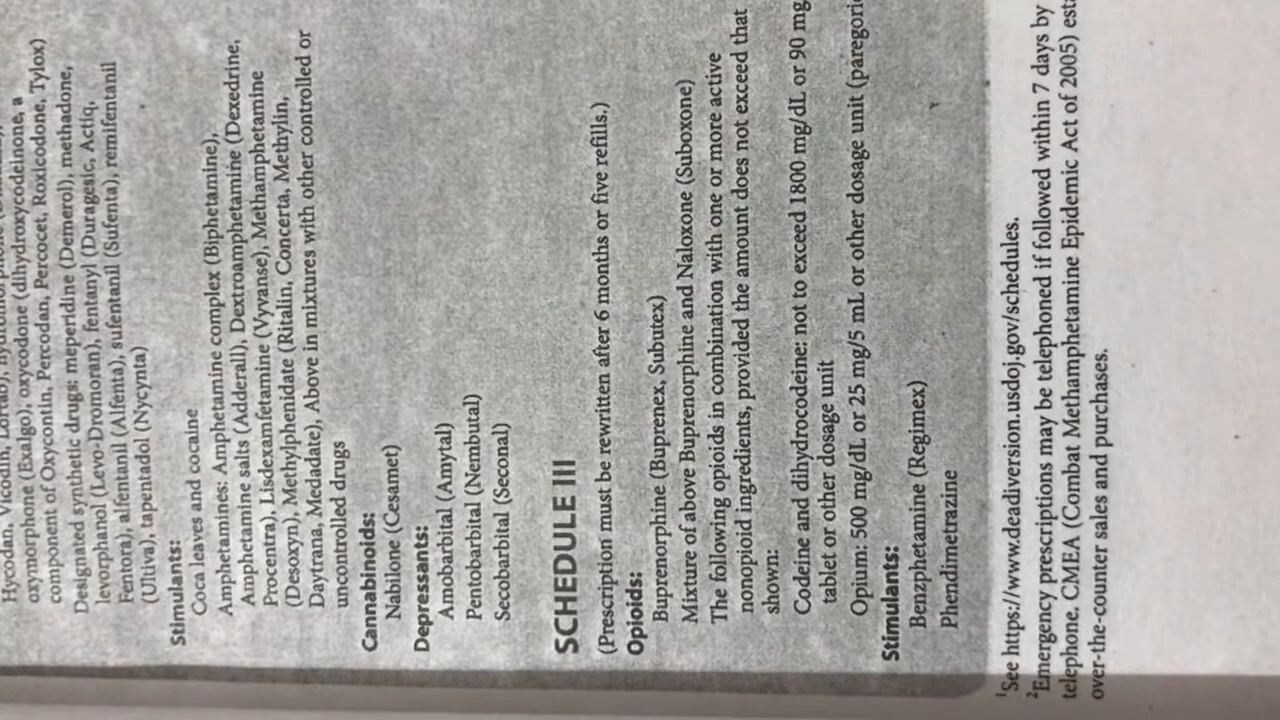 Hycodan, Vicodin, Lortab), hydromorphone
oxymorphone (Exalgo), oxycodone (dihydroxycodeinone, a
component of Oxycontin, Percodan, Percocet, Roxicodone, Tylox)
Designated synthetic drugs: meperidine (Demerol), methadone,
levorphanol (Levo-Dromoran), fentanyl (Duragesic, Actiq,
Fentora), alfentanil (Alfenta), sufentanil (Sufenta), remifentanil
(Ultiva), tapentadol (Nycynta)
Stimulants:
Coca leaves and cocaine
Amphetamines: Amphetamine complex (Biphetamine),
Amphetamine salts (Adderall), Dextroamphetamine (Dexedrine,
Procentra), Lisdexamfetamine (Vyvanse), Methamphetamine
(Desoxyn), Methylphenidate (Ritalin, Concerta, Methylin,
Daytrana, Medadate), Above in mixtures with other controlled or
uncontrolled drugs
Cannabinoids:
Nabilone (Cesamet)
Depressants:
Amobarbital (Amytal)
Pentobarbital (Nembutal)
Secobarbital (Seconal)
SCHEDULE III
(Prescription must be rewritten after 6 months or five refills.)
Opioids:
Buprenorphine (Buprenex, Subutex)
Mixture of above Buprenorphine and Naloxone (Suboxone)
The following opioids in combination with one or more active
nonopioid ingredients, provided the amount does not exceed that
shown:
Codeine and dihydrocodeine: not to exceed 1800 mg/dL or 90 mg
tablet or other dosage unit
Opium: 500 mg/dL or 25 mg/5 mL or other dosage unit (paregoric
Stimulants:
Benzphetamine (Regimex)
Phendimetrazine
¹See https://www.deadiversion.usdoj.gov/schedules.
²Emergency prescriptions may be telephoned if followed within 7 days by
telephone. CMEA (Combat Methamphetamine Epidemic Act of 2005) esta
over-the-counter sales and purchases.